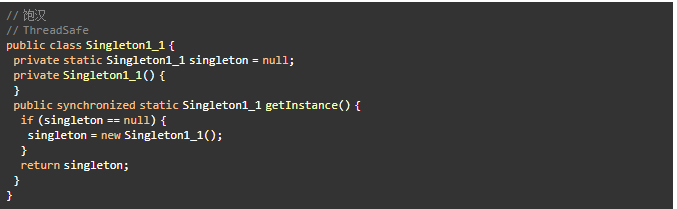 // 饱汉
// ThreadSafe
public class Singleton1_1 {
 private static Singleton1_1 singleton = null;
 private Singleton1_1() {
 }
 public synchronized static Singleton1_1 getInstance() {
  if (singleton == null) {
   singleton = new Singleton1_1();
  }
  return singleton;
 }
}